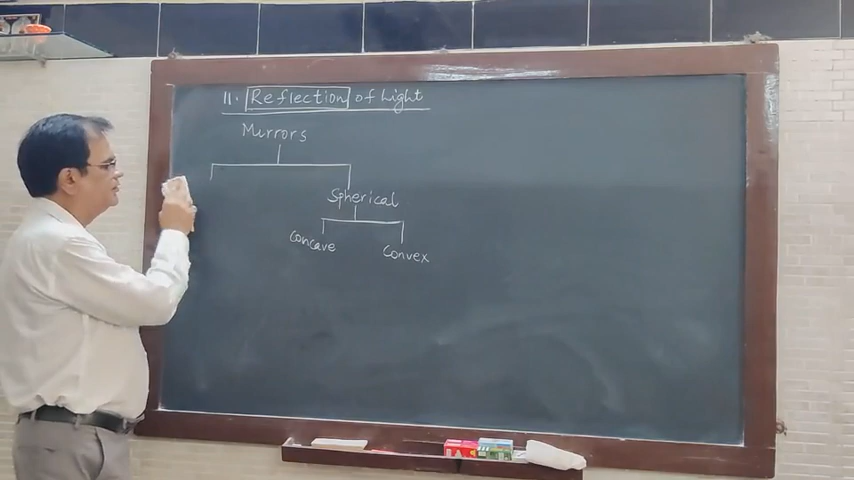 11. Reflection of Light
Mirrors
Spherical
Concave
Convex